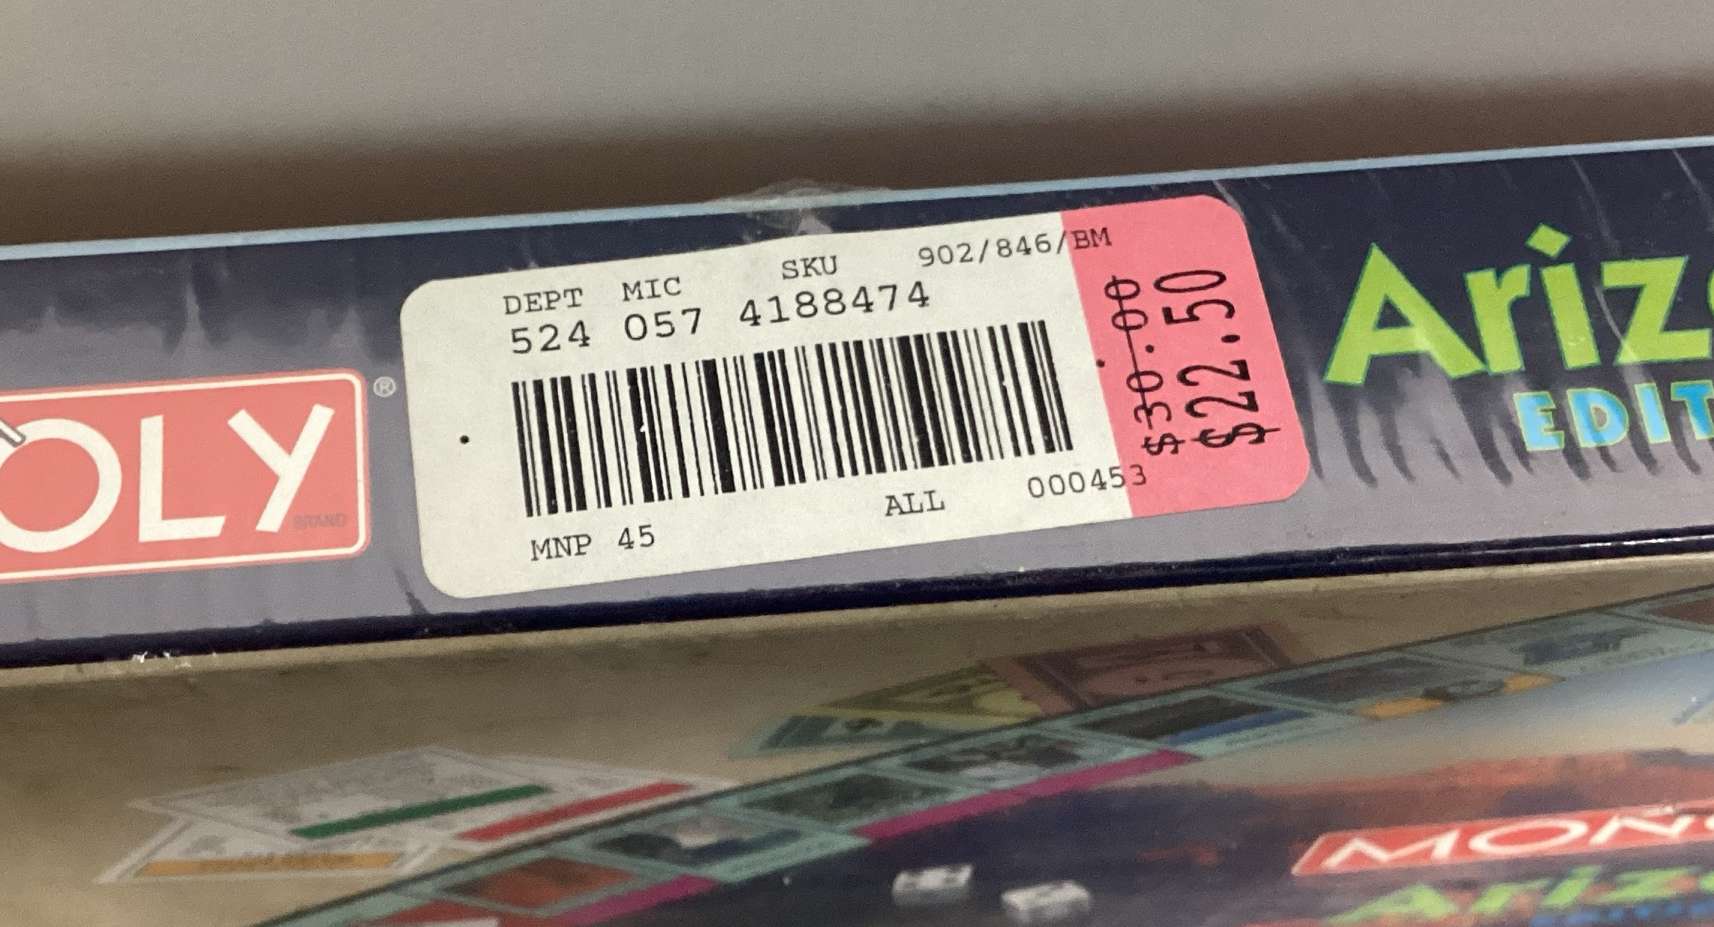 OLY
®
BRAND
DEPT MIC SKU 902/846/BM
524 057 4188474
MNP 45 ALL 000453
$30.00
$22.50
Ariz
EDIT
MONO
Ariz